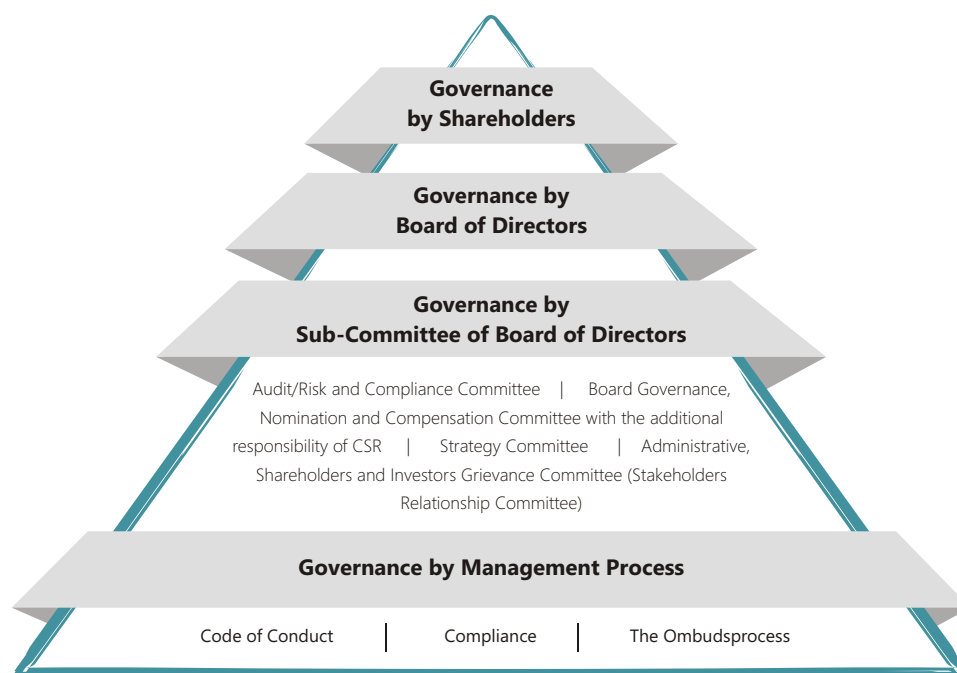 Governance
by Shareholders
Governance by
Board of Directors
Governance by
Sub-Committee of Board of Directors
Audit/Risk and Compliance Committee | Board Governance,
Nomination and Compensation Committee with the additional
responsibility of CSR | Strategy Committee | Administrative,
Shareholders and Investors Grievance Committee (Stakeholders
Relationship Committee)
Governance by Management Process
Code of Conduct | Compliance | The Ombudsprocess